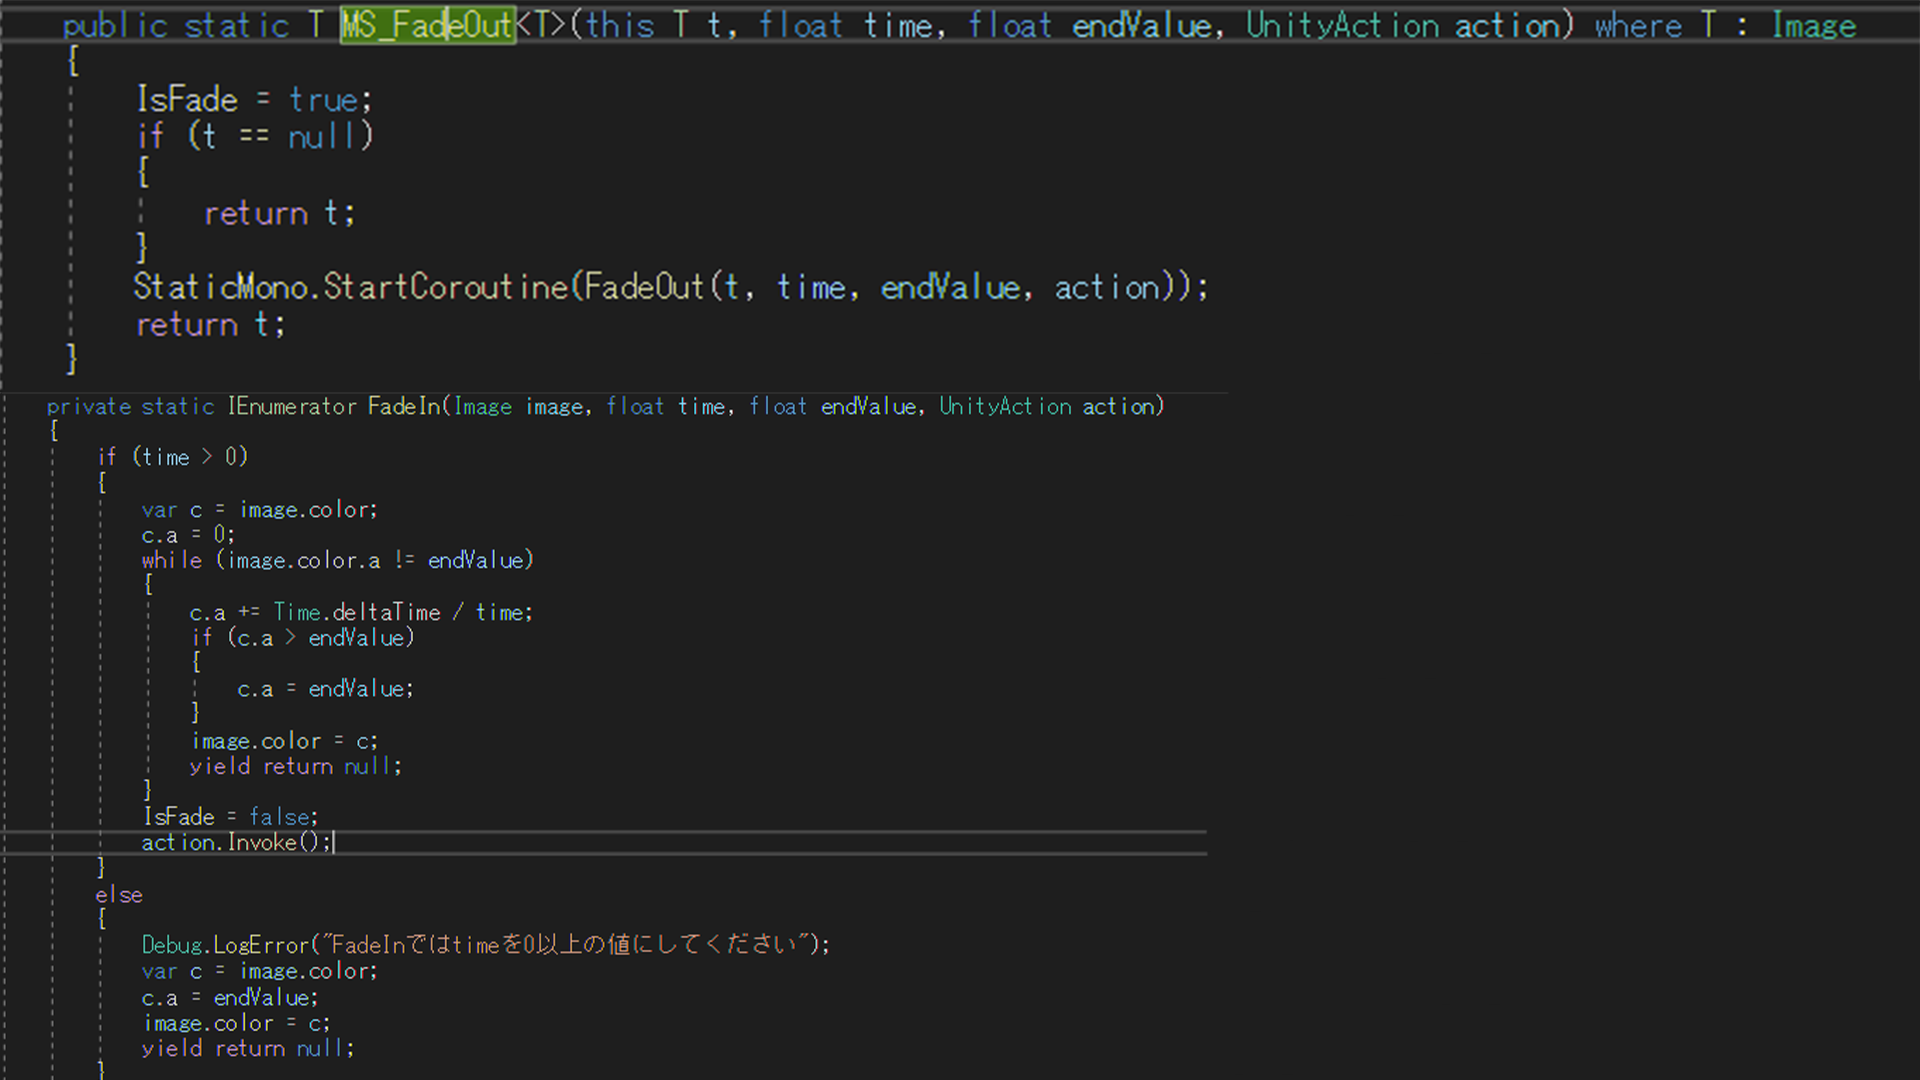 public static T MS_FadeOut<T>(this T t, float time, float endValue, UnityAction action) where T : Image
{
IsFade = true;
if (t == null)
{
return t;
}
StaticMono.StartCoroutine(FadeOut(t, time, endValue, action));
return t;
}
private static IEnumerator FadeIn(Image image, float time, float endValue, UnityAction action)
{
if (time > 0)
{
var c = image.color;
c.a = 0;
while (image.color.a != endValue)
{
c.a += Time.deltaTime / time;
if (c.a > endValue)
{
c.a = endValue;
}
image.color = c;
yield return null;
}
IsFade = false;
action.Invoke();
}
else
{
Debug.LogError("FadeInではtimeを0以上の値にしてください");
var c = image.color;
c.a = endValue;
image.color = c;
yield return null;
}